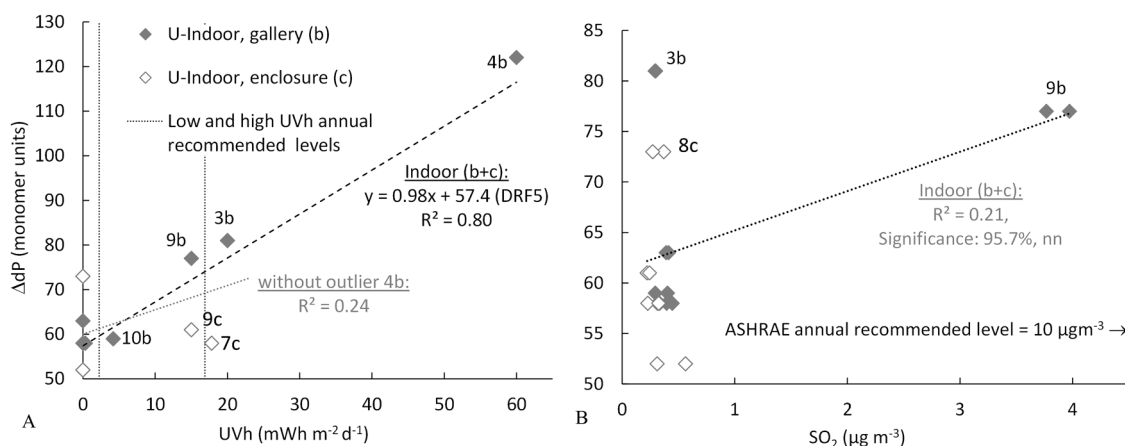 130
120
110
100
90
80
70
60
50
ΔdP (monomer units)
0
10
20
30
40
50
60
UVh (mWh m⁻² d⁻¹)
A
U-Indoor, gallery (b)
U-Indoor, enclosure (c)
Low and high UVh annual
recommended levels
4b
Indoor (b+c):
y = 0.98x + 57.4 (DRF5)
R² = 0.80
3b
9b
without outlier 4b:
R² = 0.24
9c
10b
7c
85
80
75
70
65
60
55
50
0
1
2
3
4
SO₂ (µg m⁻³)
B
3b
9b
8c
Indoor (b+c):
R² = 0.21,
Significance: 95.7%, nn
ASHRAE annual recommended level = 10 µgm⁻³ →